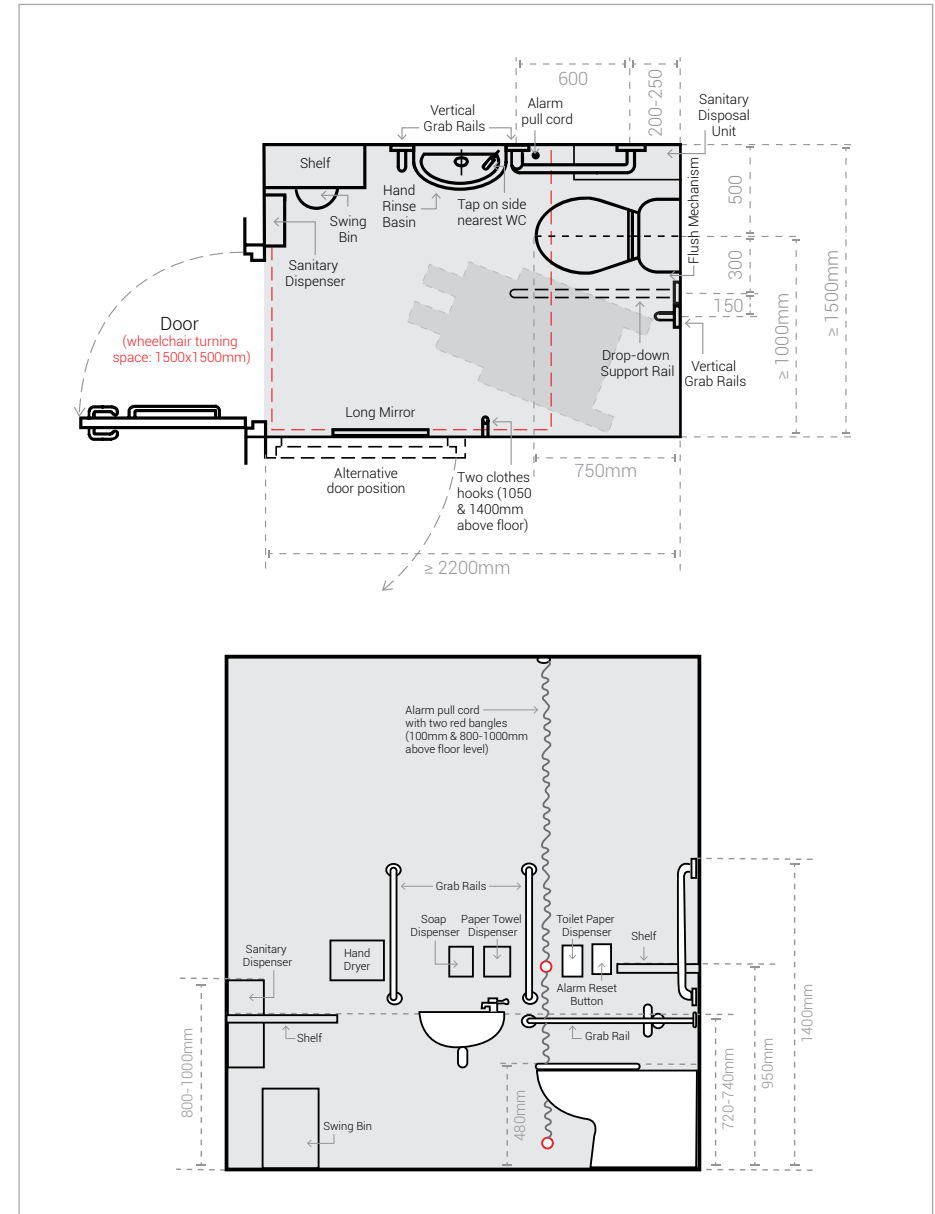 600
200-250
Sanitary
Disposal
Unit
Vertical
Grab Rails
Alarm
pull cord
Shelf
Hand
Rinse
Basin
Tap on side
nearest WC
Flush Mechanism
500
Swing
Bin
Sanitary
Dispenser
300
150
≥ 1000mm
≥ 1500mm
Door
(wheelchair turning
space: 1500x1500mm)
Drop-down
Support Rail
Vertical
Grab Rails
Long Mirror
Alternative
door position
Two clothes
hooks (1050
& 1400mm
above floor)
750mm
≥ 2200mm
Alarm pull cord
with two red bangles
(100mm & 800-1000mm
above floor level)
Grab Rails
Soap
Dispenser
Paper Towel
Dispenser
Toilet Paper
Dispenser
Shelf
Sanitary
Dispenser
Hand
Dryer
Alarm Reset
Button
Shelf
Grab Rail
800-1000mm
480mm
720-740mm
950mm
1400mm
Swing Bin